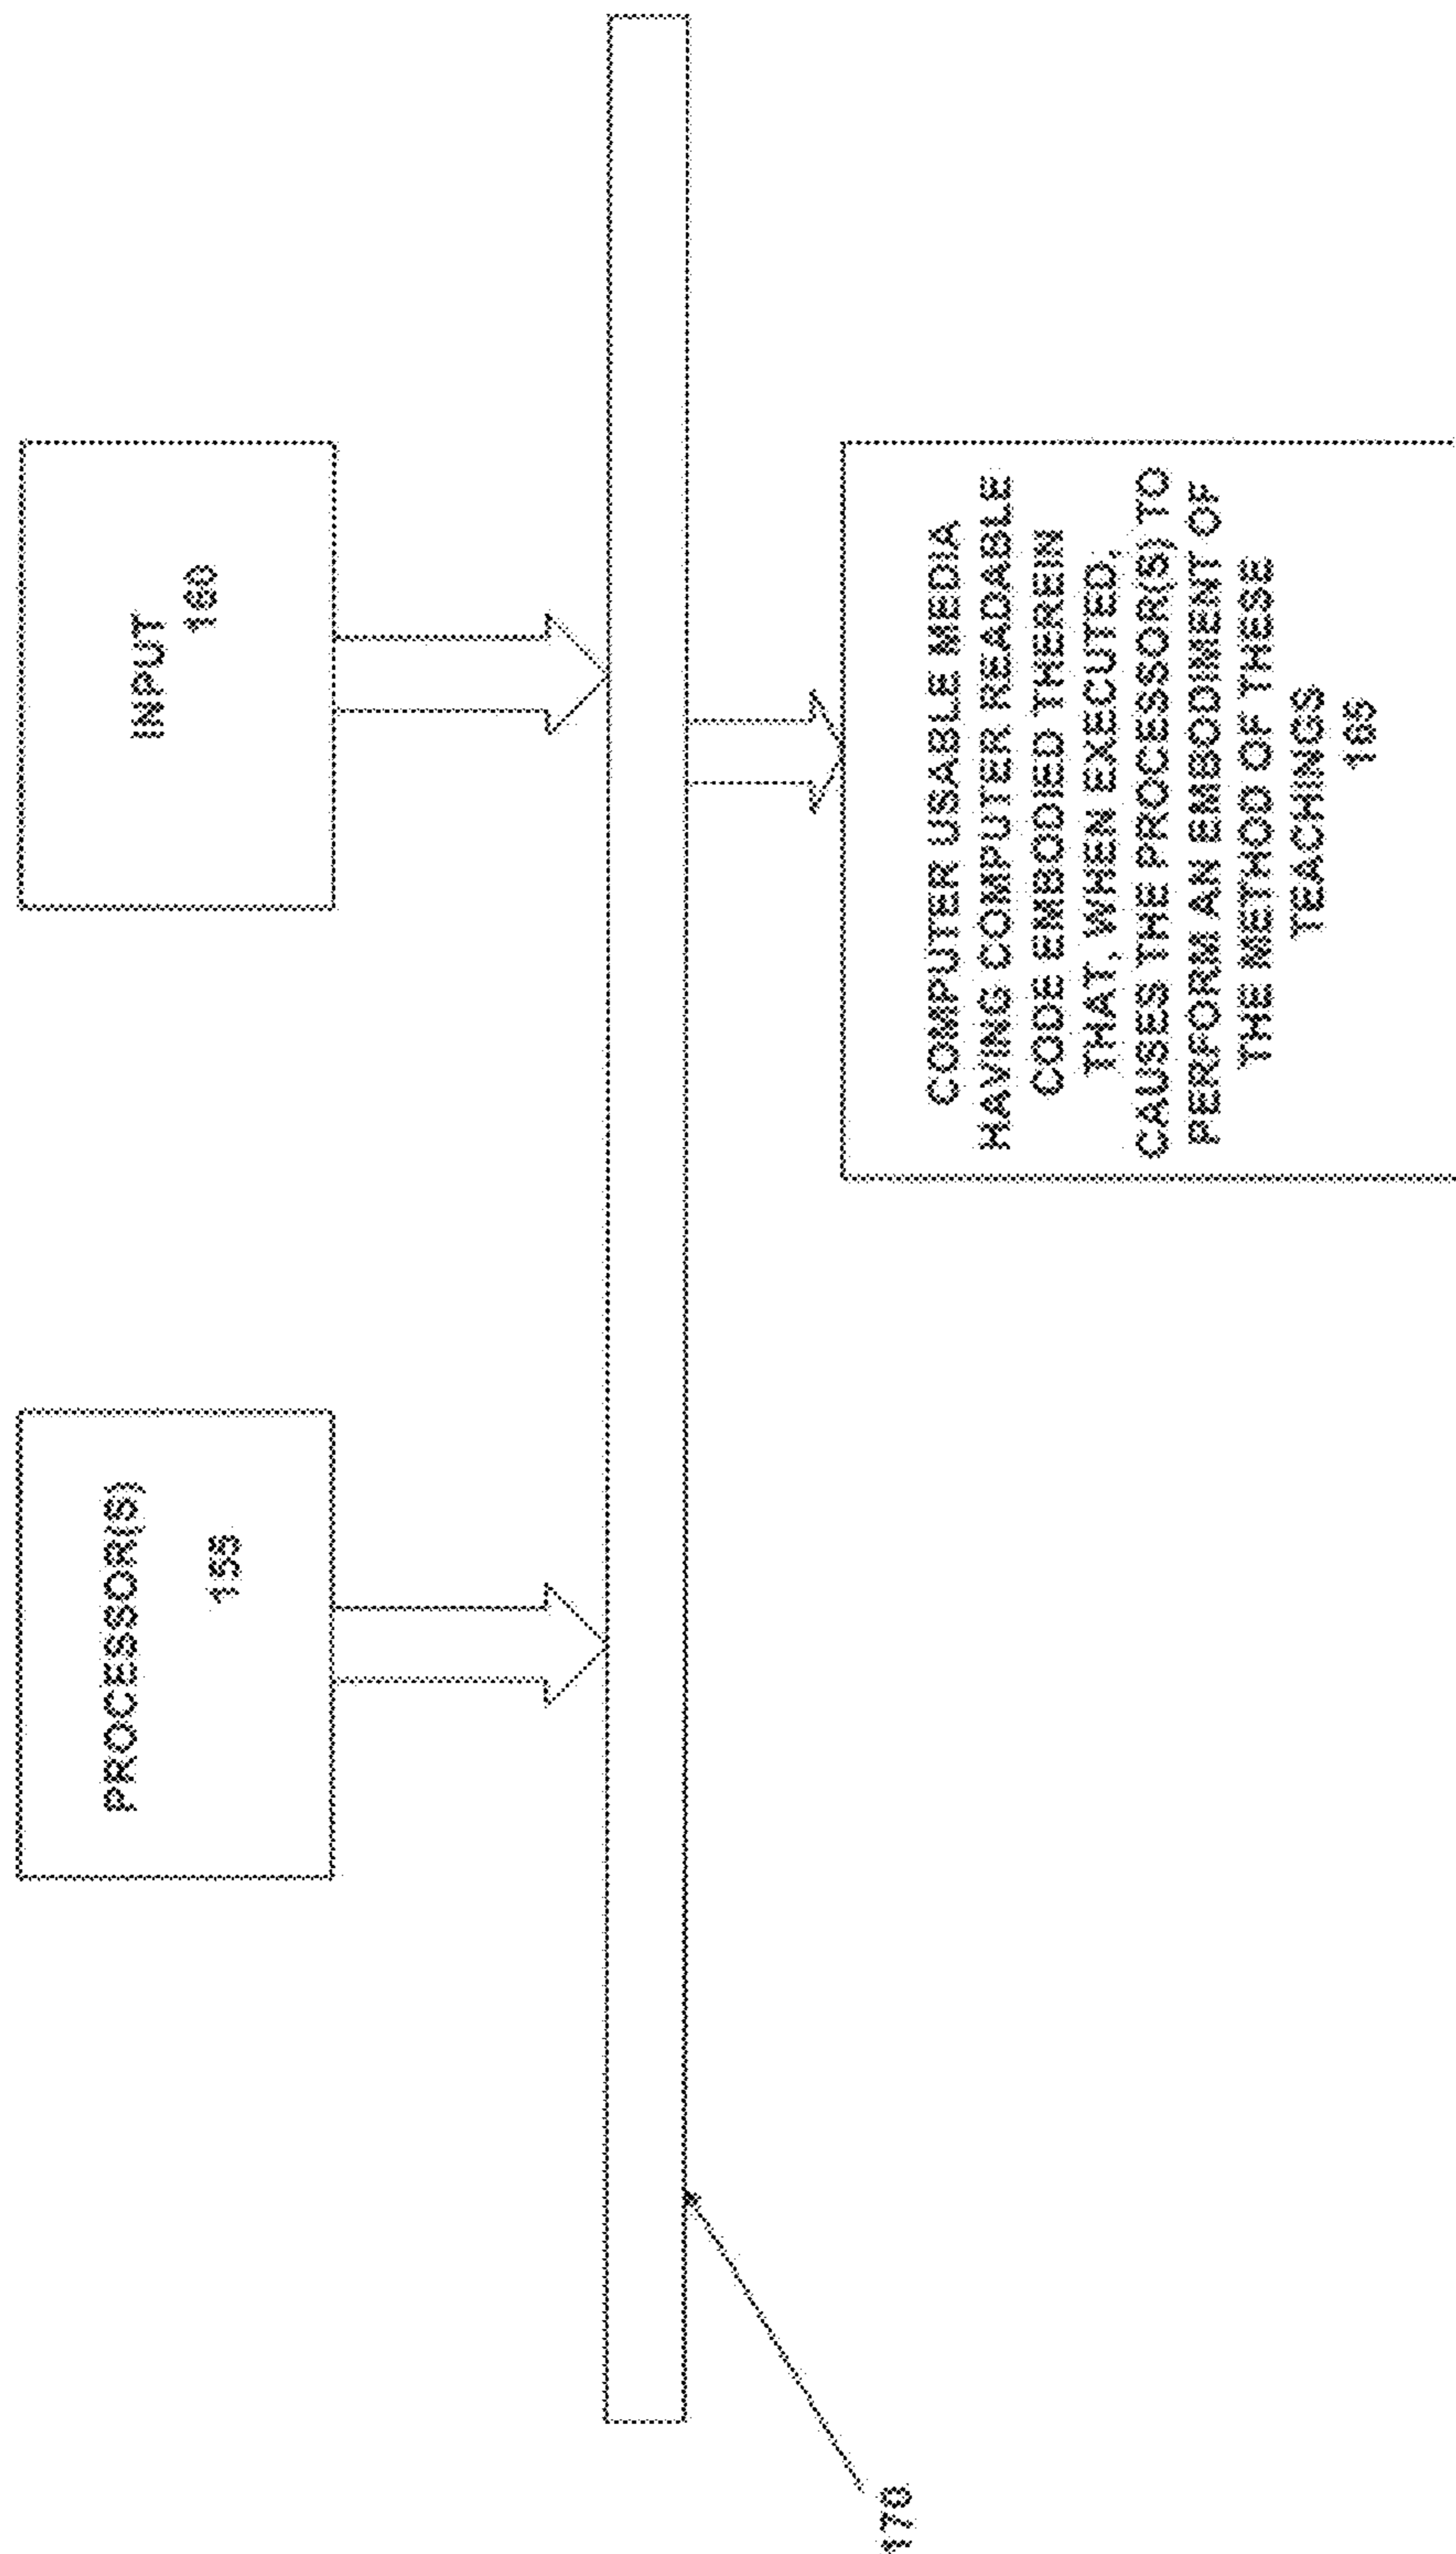 PROCESSOR(S)
155
INPUT
160
COMPUTER USABLE MEDIA
HAVING COMPUTER READABLE
CODE EMBODIED THEREIN
THAT, WHEN EXECUTED,
CAUSES THE PROCESSOR(S) TO
PERFORM AN EMBODIMENT OF
THE METHOD OF THESE
TEACHINGS
165
170